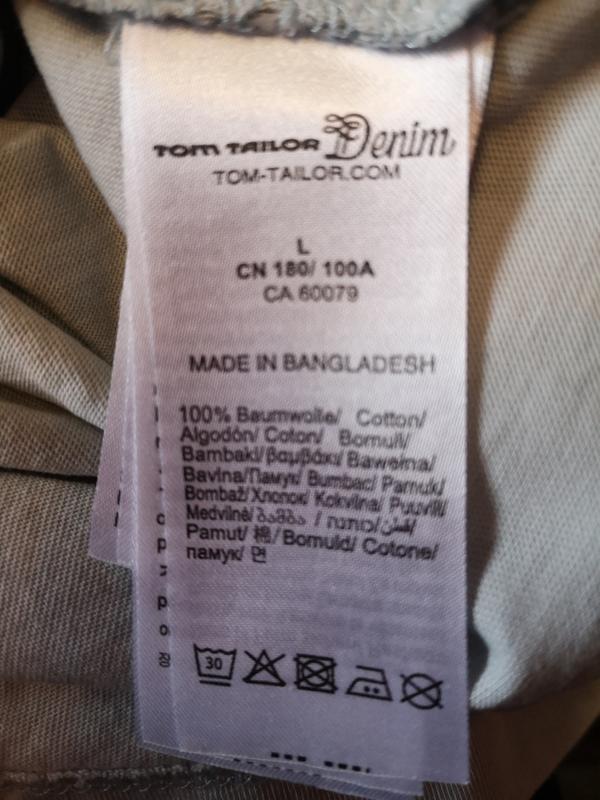 TOM TAILOR Denim
TOM-TAILOR.COM
L
CN 180/ 100A
CA 60079
MADE IN BANGLADESH
100% Baumwolle/ Cotton/
Algodón/ Coton/ Bomull/
Bambaki/βαμβάκι/Bawełna/
Bavlna/Памук/ Bumbac/ Pamuk/
Bombaž/Хлопок/ Kokvilna/ Puuvill/
Medvilnė/ბამბა / כותנה/قطن/
Pamut/ 棉/Bomuld/ Cotone/
памук/ 면
30